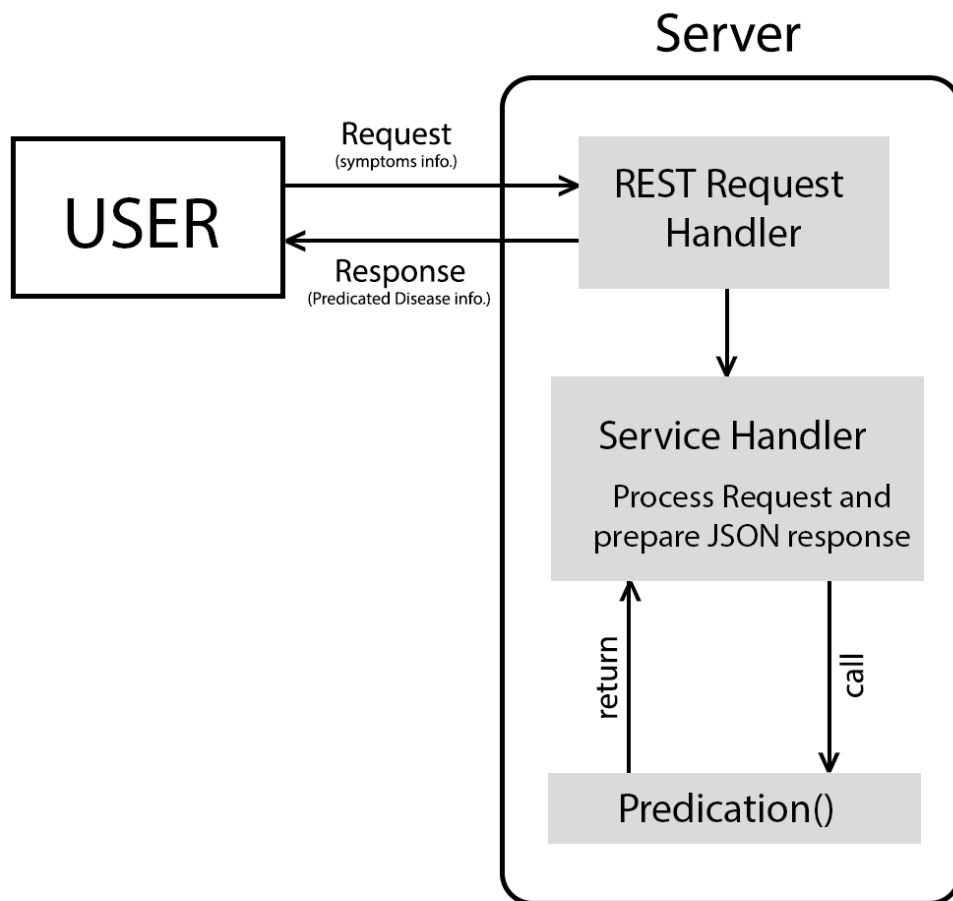 Server
Request
(symptoms info.)
USER
Response
(Predicated Disease info.)
REST Request
Handler
Service Handler
Process Request and
prepare JSON response
return
call
Predication()